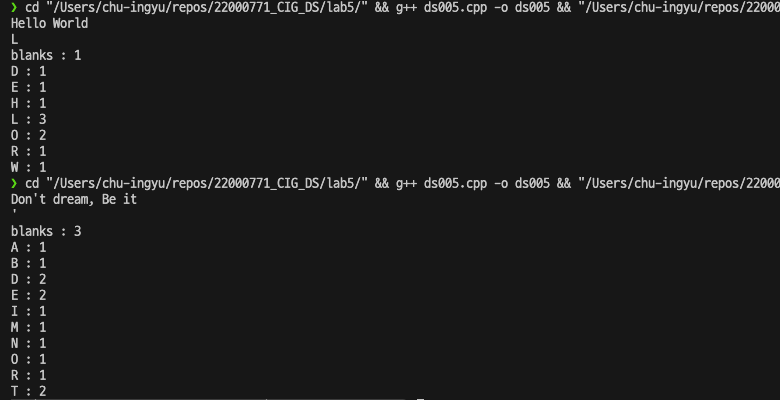 ❯ cd "/Users/chu-ingyu/repos/22000771_CIG_DS/lab5/" && g++ ds005.cpp -o ds005 && "/Users/chu-ingyu/repos/22000
Hello World
L
blanks : 1
D : 1
E : 1
H : 1
L : 3
O : 2
R : 1
W : 1
❯ cd "/Users/chu-ingyu/repos/22000771_CIG_DS/lab5/" && g++ ds005.cpp -o ds005 && "/Users/chu-ingyu/repos/22000
Don't dream, Be it
'
blanks : 3
A : 1
B : 1
D : 2
E : 2
I : 1
M : 1
N : 1
O : 1
R : 1
T : 2